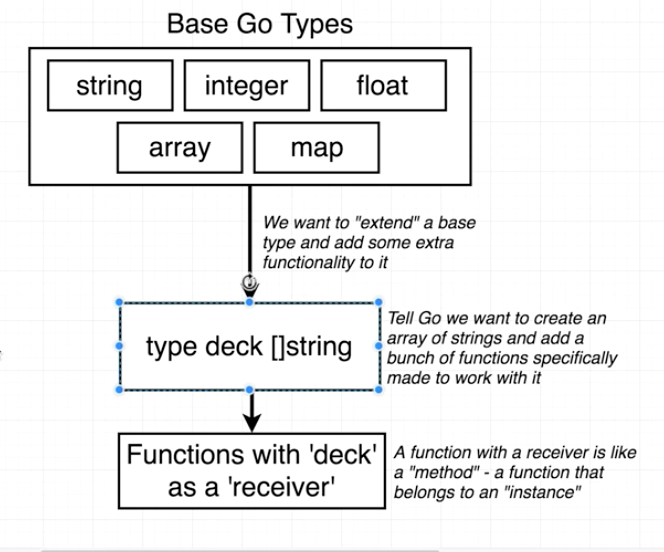 Base Go Types
string integer float
array map
We want to "extend" a base
type and add some extra
functionality to it
type deck []string
Tell Go we want to create an
array of strings and add a
bunch of functions specifically
made to work with it
Functions with 'deck'
as a 'receiver'
A function with a receiver is like
a "method" - a function that
belongs to an "instance"